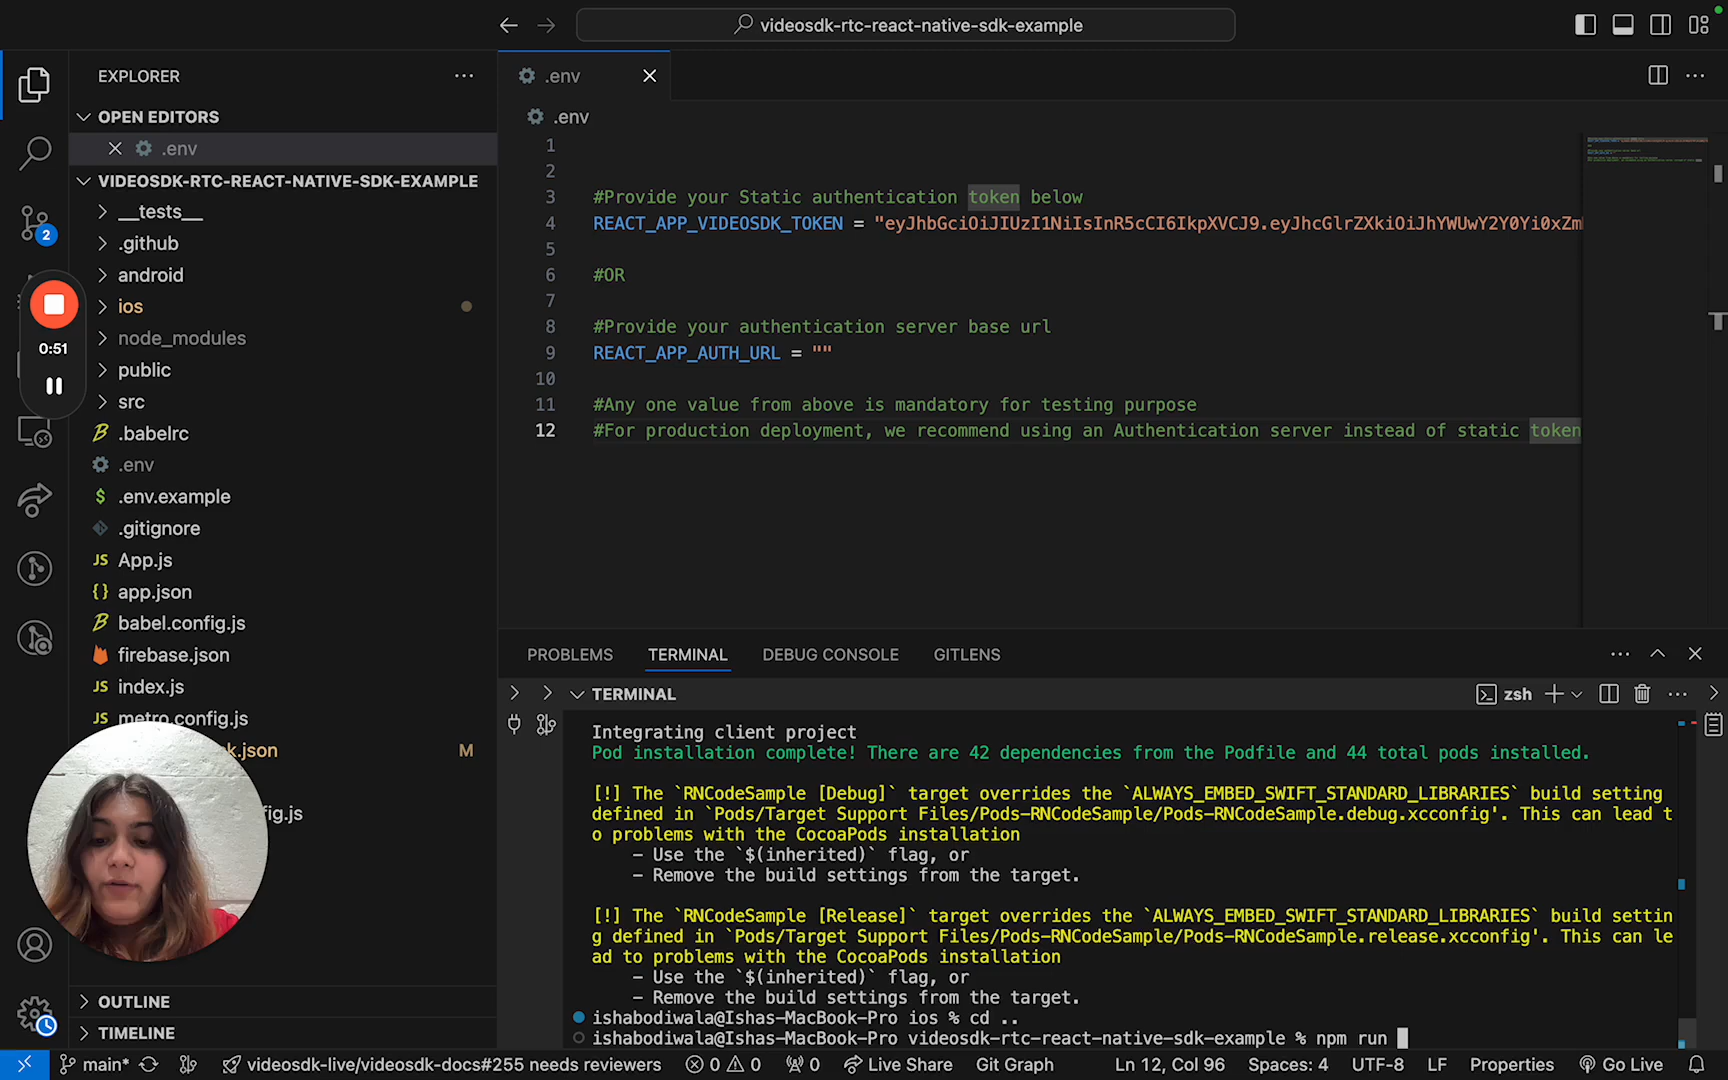 videosdk-rtc-react-native-sdk-example
EXPLORER
OPEN EDITORS
.env
VIDEOSDK-RTC-REACT-NATIVE-SDK-EXAMPLE
__tests__
.github
android
ios
node_modules
public
src
.babelrc
.env
.env.example
.gitignore
App.js
app.json
babel.config.js
firebase.json
index.js
metro.config.js
k.json M
fig.js
OUTLINE
TIMELINE
2
0:51
.env
.env
1
2
3 #Provide your Static authentication token below
4 REACT_APP_VIDEOSDK_TOKEN = "eyJhbGciOiJIUzI1NiIsInR5cCI6IkpXVCJ9.eyJhcGlrZXkiOiJhYWUwY2Y0Yi0xZm
5
6 #OR
7
8 #Provide your authentication server base url
9 REACT_APP_AUTH_URL = ""
10
11 #Any one value from above is mandatory for testing purpose
12 #For production deployment, we recommend using an Authentication server instead of static token
PROBLEMS TERMINAL DEBUG CONSOLE GITLENS
TERMINAL zsh
Integrating client project
Pod installation complete! There are 42 dependencies from the Podfile and 44 total pods installed.
[!] The `RNCodeSample [Debug]` target overrides the `ALWAYS_EMBED_SWIFT_STANDARD_LIBRARIES` build setting
defined in `Pods/Target Support Files/Pods-RNCodeSample/Pods-RNCodeSample.debug.xcconfig'. This can lead t
o problems with the CocoaPods installation
- Use the `$(inherited)` flag, or
- Remove the build settings from the target.
[!] The `RNCodeSample [Release]` target overrides the `ALWAYS_EMBED_SWIFT_STANDARD_LIBRARIES` build settin
g defined in `Pods/Target Support Files/Pods-RNCodeSample/Pods-RNCodeSample.release.xcconfig'. This can le
ad to problems with the CocoaPods installation
- Use the `$(inherited)` flag, or
- Remove the build settings from the target.
ishabodiwala@Ishas-MacBook-Pro ios % cd ..
ishabodiwala@Ishas-MacBook-Pro videosdk-rtc-react-native-sdk-example % npm run
main* videosdk-live/videosdk-docs#255 needs reviewers 0 0 0 Live Share Git Graph Ln 12, Col 96 Spaces: 4 UTF-8 LF Properties Go Live